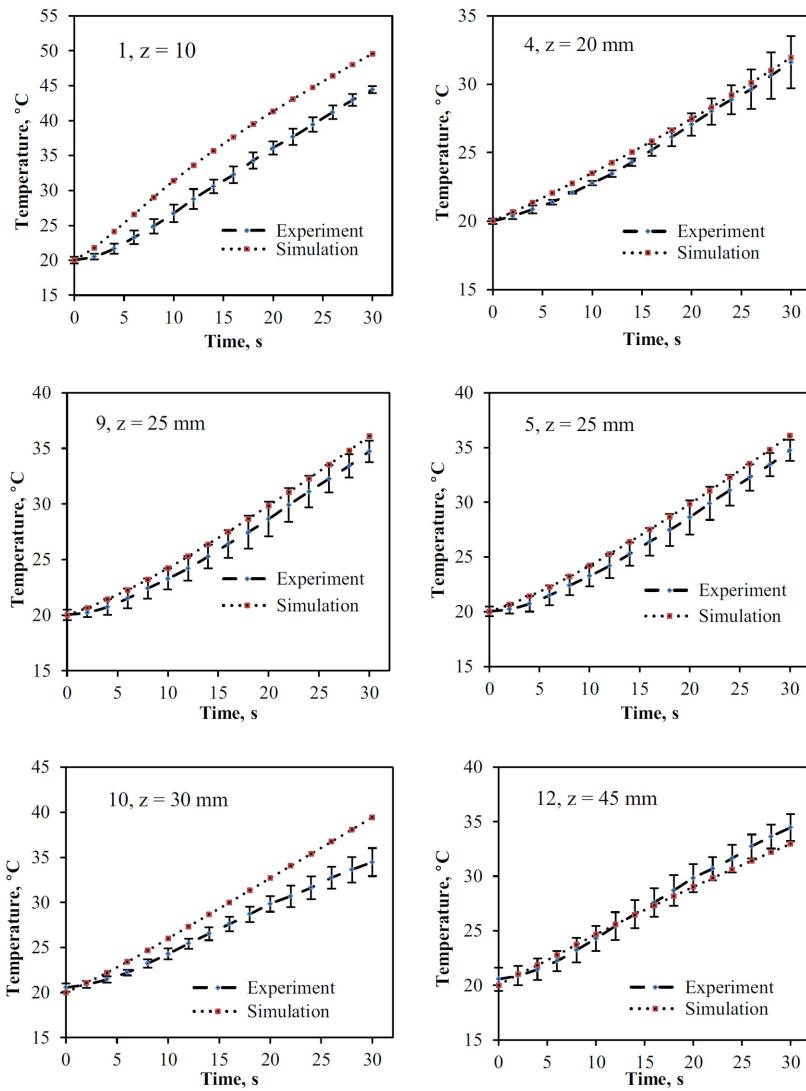 1, z = 10
Temperature, °C
55
50
45
40
35
30
25
20
15
Experiment
Simulation
0 5 10 15 20 25 30
Time, s
4, z = 20 mm
Temperature, °C
35
30
25
20
15
Experiment
Simulation
0 5 10 15 20 25 30
Time, s
9, z = 25 mm
Temperature, °C
40
35
30
25
20
15
Experiment
Simulation
0 5 10 15 20 25 30
Time, s
5, z = 25 mm
Temperature, °C
40
35
30
25
20
15
Experiment
Simulation
0 5 10 15 20 25 30
Time, s
10, z = 30 mm
Temperature, °C
45
40
35
30
25
20
15
Experiment
Simulation
0 5 10 15 20 25 30
Time, s
12, z = 45 mm
Temperature, °C
40
35
30
25
20
15
Experiment
Simulation
0 5 10 15 20 25 30
Time, s